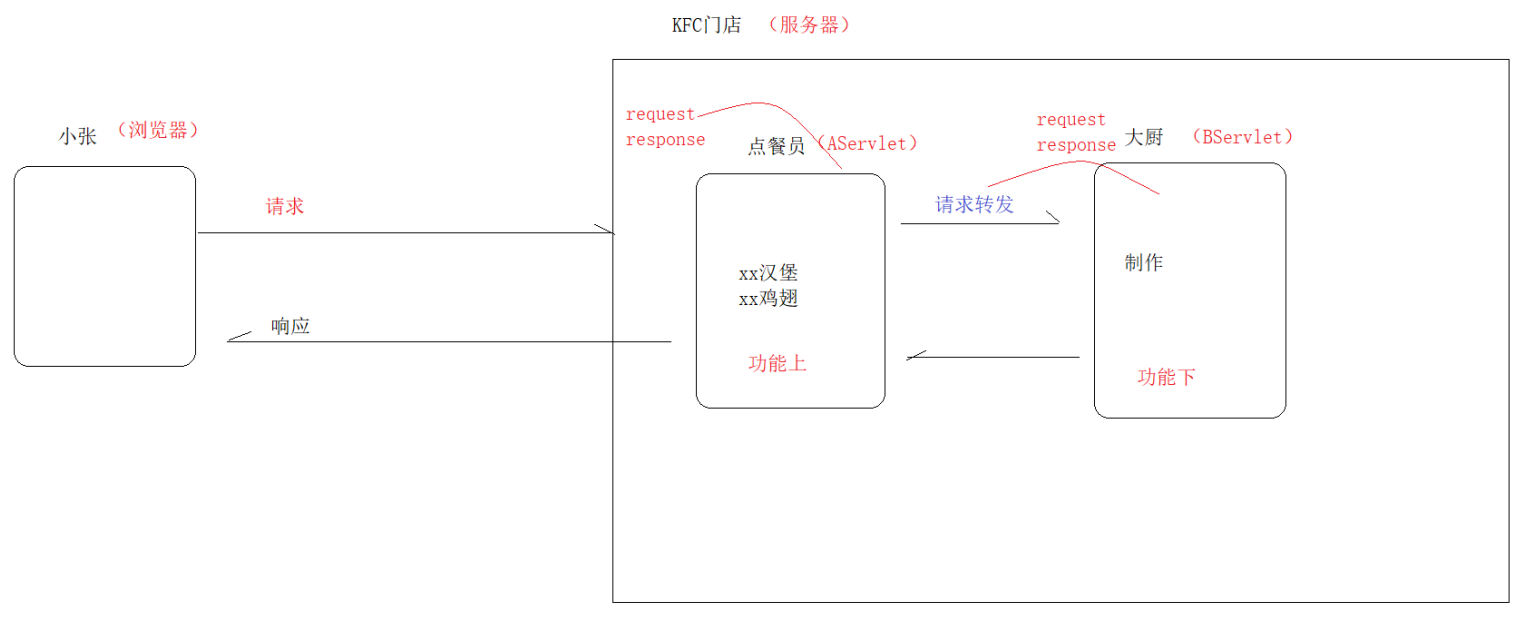 KFC门店 （服务器）
小张 （浏览器）
请求
响应
request
response
点餐员（AServlet）
xx汉堡
xx鸡翅
功能上
请求转发
request
response
大厨 （BServlet）
制作
功能下